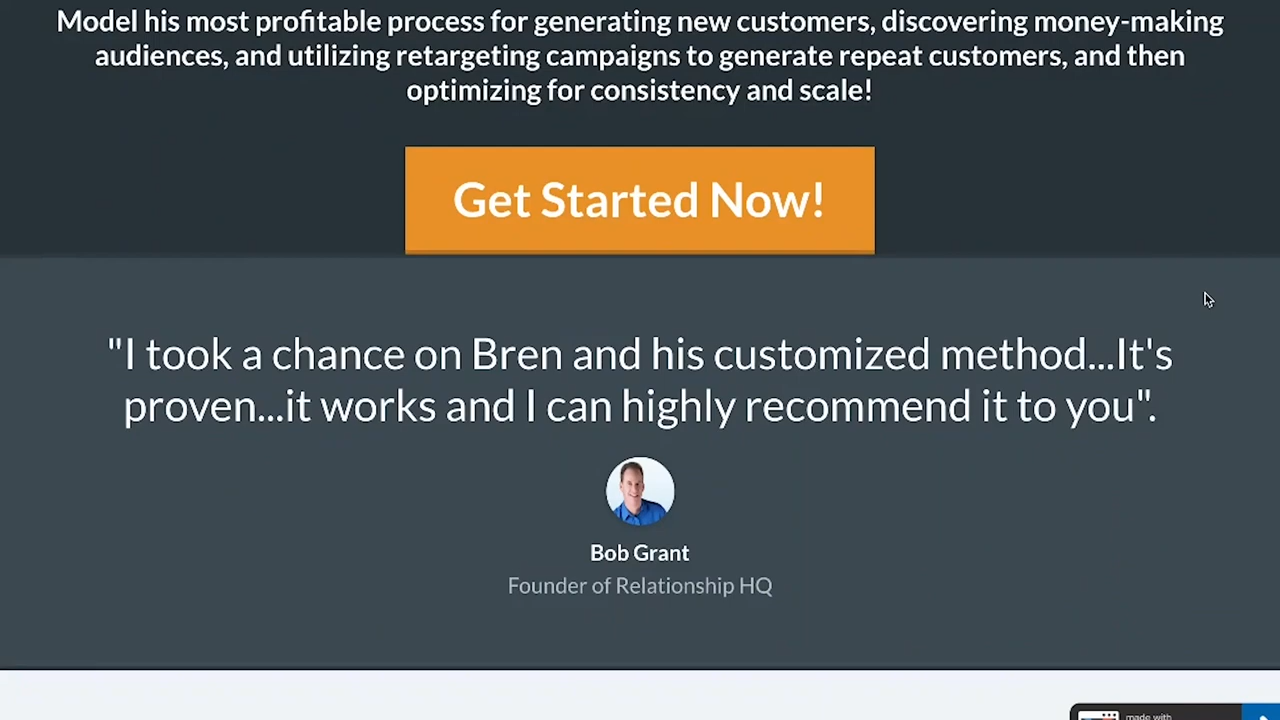 Model his most profitable process for generating new customers, discovering money-making
audiences, and utilizing retargeting campaigns to generate repeat customers, and then
optimizing for consistency and scale!
Get Started Now!
"I took a chance on Bren and his customized method...It's
proven...it works and I can highly recommend it to you".
Bob Grant
Founder of Relationship HQ
made with